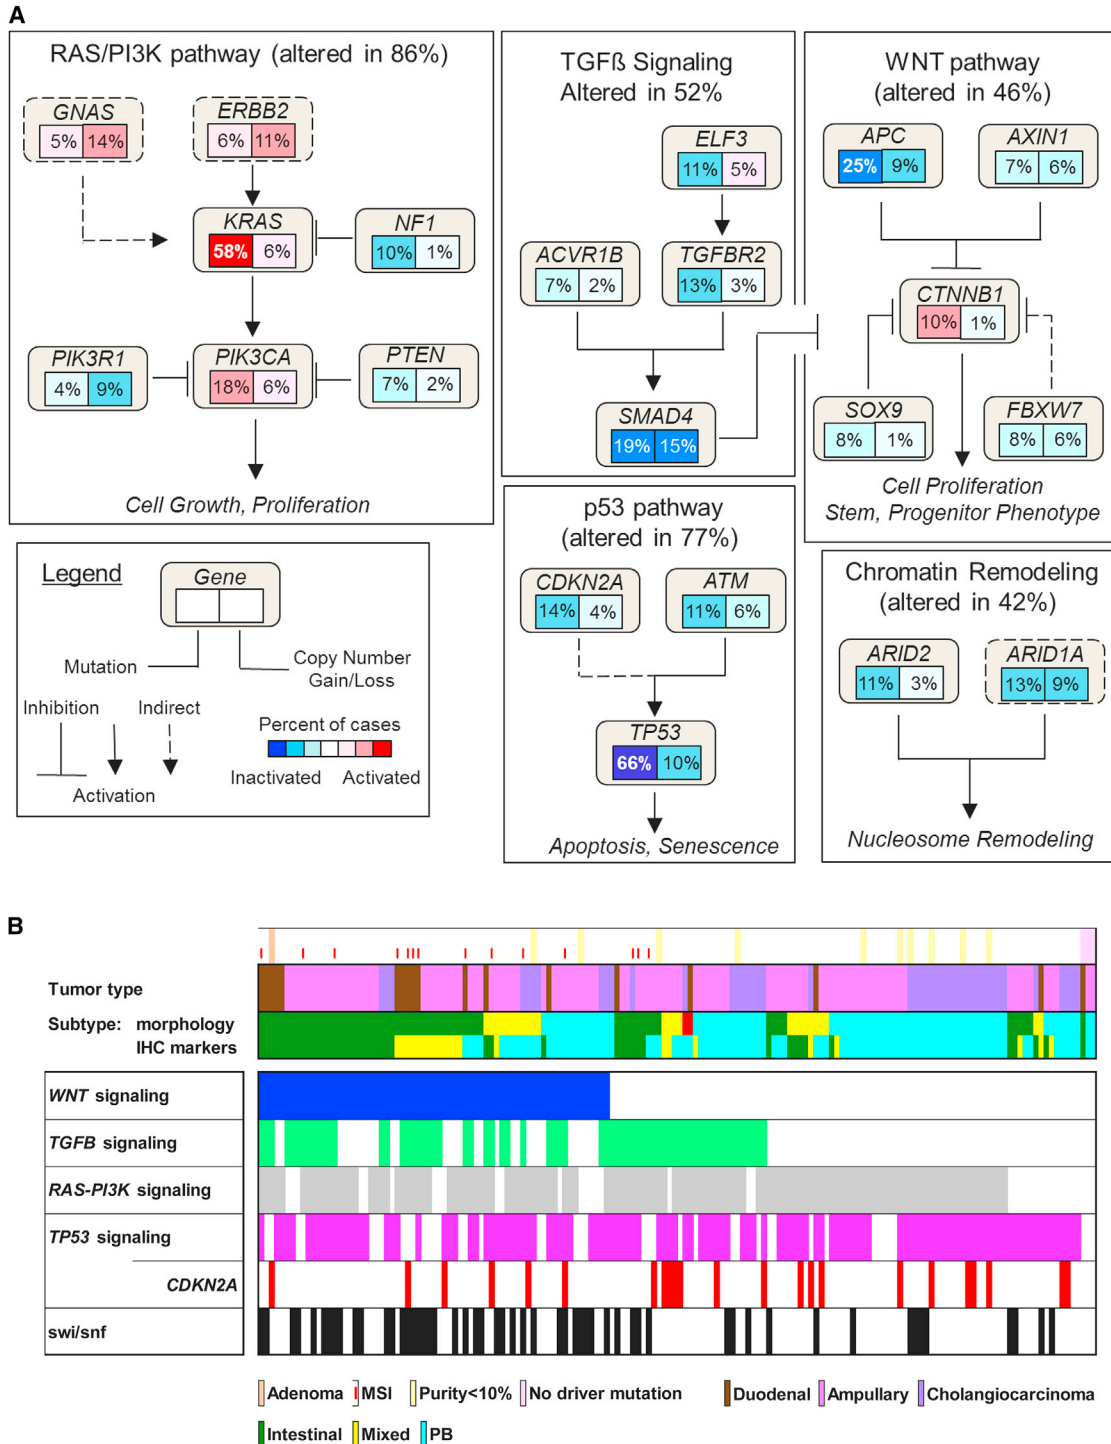 A
RAS/PI3K pathway (altered in 86%)
GNAS
5% 14%
ERBB2
6% 11%
KRAS
58% 6%
NF1
10% 1%
PIK3R1
4% 9%
PIK3CA
18% 6%
PTEN
7% 2%
Cell Growth, Proliferation
TGFß Signaling
Altered in 52%
ELF3
11% 5%
ACVR1B
7% 2%
TGFBR2
13% 3%
SMAD4
19% 15%
WNT pathway
(altered in 46%)
APC
25% 9%
AXIN1
7% 6%
CTNNB1
10% 1%
SOX9
8% 1%
FBXW7
8% 6%
Cell Proliferation
Stem, Progenitor Phenotype
Legend
Gene
Mutation
Copy Number
Gain/Loss
Inhibition
Indirect
Activation
Percent of cases
Inactivated
Activated
p53 pathway
(altered in 77%)
CDKN2A
14% 4%
ATM
11% 6%
TP53
66% 10%
Apoptosis, Senescence
Chromatin Remodeling
(altered in 42%)
ARID2
11% 3%
ARID1A
13% 9%
Nucleosome Remodeling
B
Tumor type
Subtype: morphology
IHC markers
WNT signaling
TGFB signaling
RAS-PI3K signaling
TP53 signaling
CDKN2A
swi/snf
Adenoma MSI Purity<10% No driver mutation Duodenal Ampullary Cholangiocarcinoma
Intestinal Mixed PB